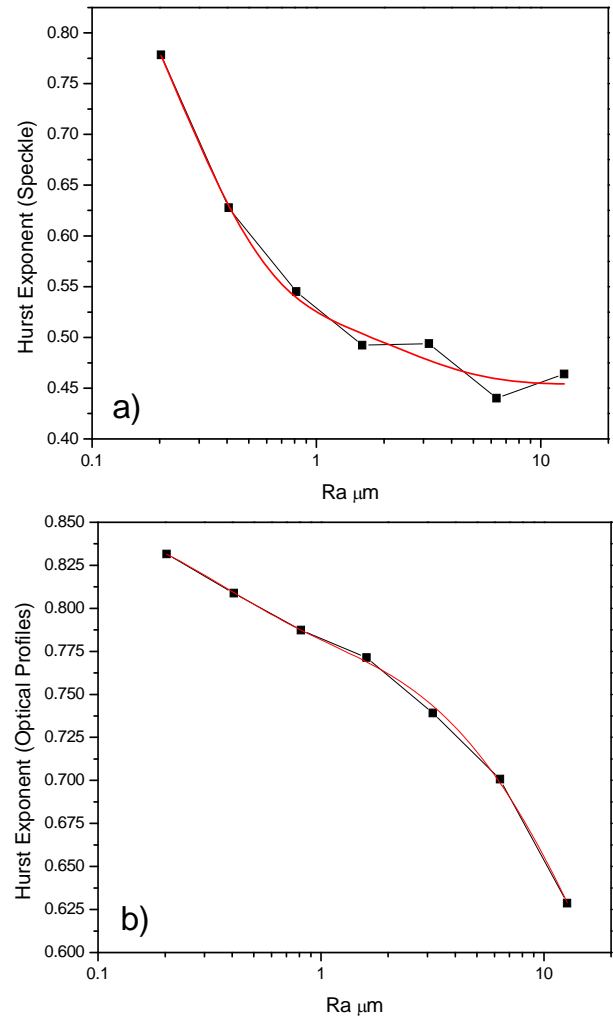 0.80
0.75
0.70
0.65
0.60
0.55
0.50
0.45
0.40
Hurst Exponent (Speckle)
a)
0.1 1 10
Ra μm
0.850
0.825
0.800
0.775
0.750
0.725
0.700
0.675
0.650
0.625
0.600
Hurst Exponent (Optical Profiles)
b)
0.1 1 10
Ra μm